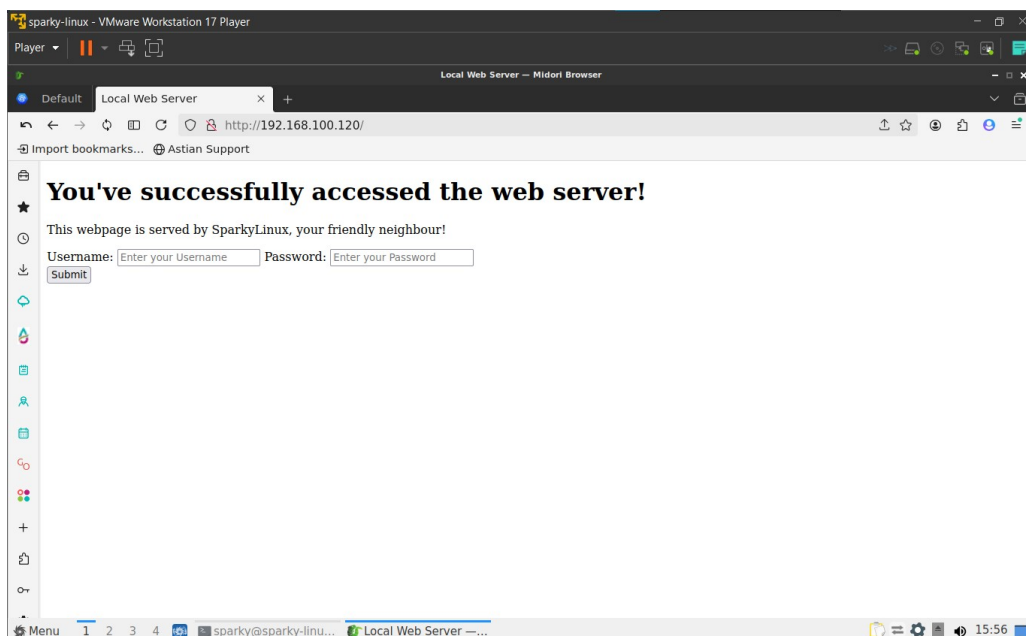 sparky-linux - VMware Workstation 17 Player
Player
Local Web Server — Midori Browser
Default Local Web Server
http://192.168.100.120/
Import bookmarks... Astian Support
You've successfully accessed the web server!
This webpage is served by SparkyLinux, your friendly neighbour!
Username: Enter your Username Password: Enter your Password
Submit
Menu 1 2 3 4 sparky@sparky-linu... Local Web Server —... 15:56